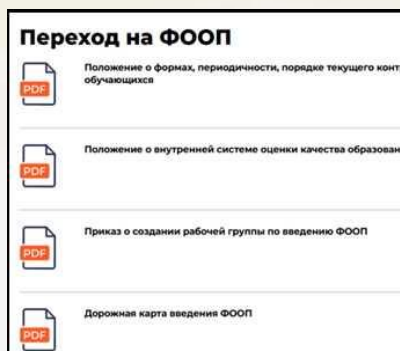 Переход на ФООП
PDF
Положение о формах, периодичности, порядке текущего конт
обучающихся
PDF
Положение о внутренней системе оценки качества образован
PDF
Приказ о создании рабочей группы по введению ФООП
PDF
Дорожная карта введения ФООП